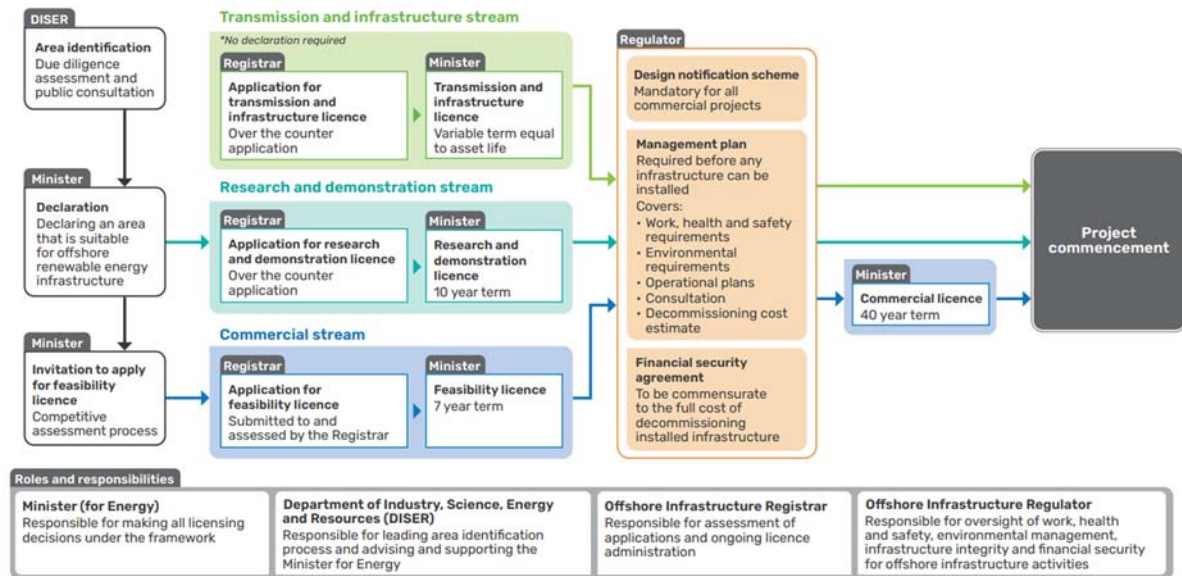 DISER
Area identification
Due diligence
assessment and
public consultation
Minister
Declaration
Declaring an area
that is suitable
for offshore
renewable energy
infrastructure
Minister
Invitation to apply
for feasibility
licence
Competitive
assessment process
Transmission and infrastructure stream
*No declaration required
Registrar
Application for
transmission and
infrastructure licence
Over the counter
application
Minister
Transmission and
infrastructure
licence
Variable term equal
to asset life
Research and demonstration stream
Registrar
Application for research
and demonstration licence
Over the counter
application
Minister
Research and
demonstration
licence
10 year term
Commercial stream
Registrar
Application for
feasibility licence
Submitted to and
assessed by the Registrar
Minister
Feasibility licence
7 year term
Regulator
Design notification scheme
Mandatory for all
commercial projects
Management plan
Required before any
infrastructure can be
installed
Covers:
• Work, health and safety
requirements
• Environmental
requirements
• Operational plans
• Consultation
• Decommissioning cost
estimate
Financial security
agreement
To be commensurate
to the full cost of
decommissioning
installed infrastructure
Minister
Commercial licence
40 year term
Project
commencement
Roles and responsibilities
Minister (for Energy)
Responsible for making all licensing
decisions under the framework
Department of Industry, Science, Energy
and Resources (DISER)
Responsible for leading area identification
process and advising and supporting the
Minister for Energy
Offshore Infrastructure Registrar
Responsible for assessment of
applications and ongoing licence
administration
Offshore Infrastructure Regulator
Responsible for oversight of work, health
and safety, environmental management,
infrastructure integrity and financial security
for offshore infrastructure activities